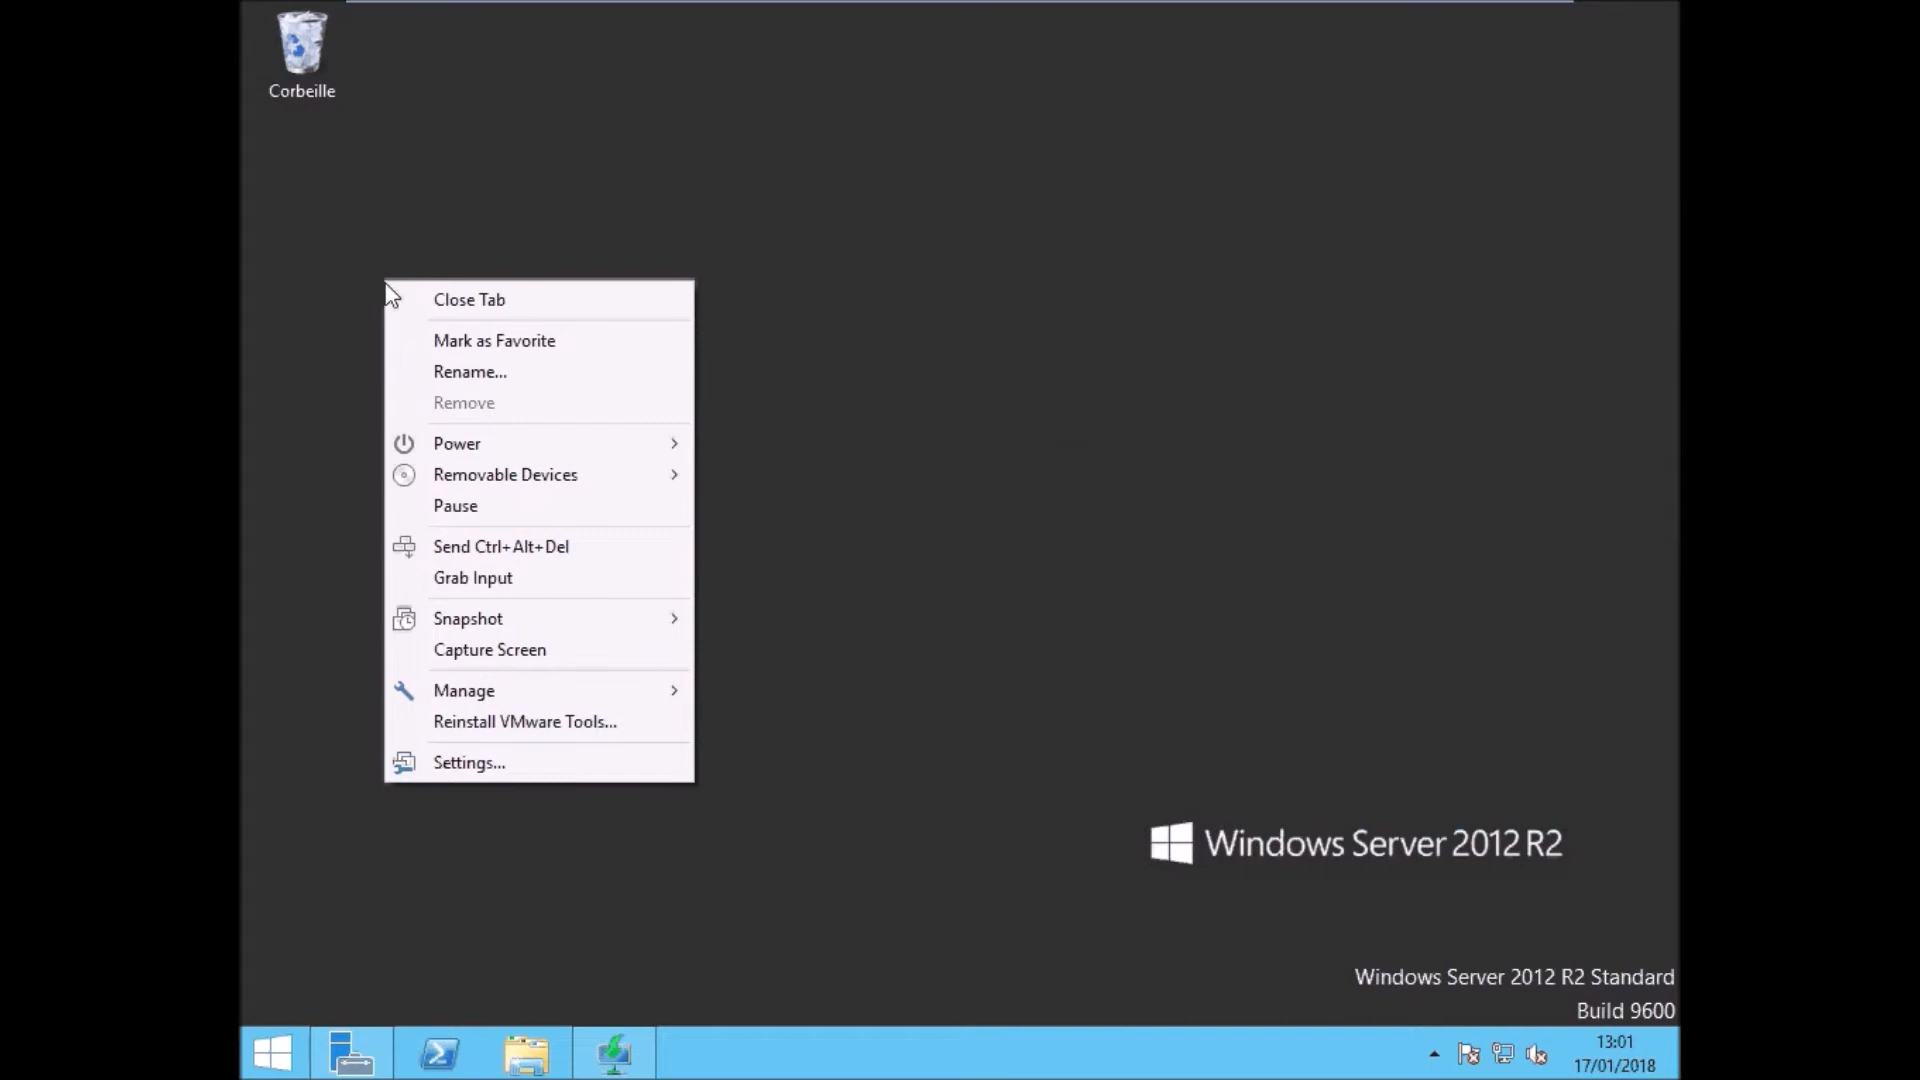 Corbeille
Close Tab
Mark as Favorite
Rename...
Remove
Power
Removable Devices
Pause
Send Ctrl+Alt+Del
Grab Input
Snapshot
Capture Screen
Manage
Reinstall VMware Tools...
Settings...
Windows Server 2012 R2
Windows Server 2012 R2 Standard
Build 9600
13:01
17/01/2018